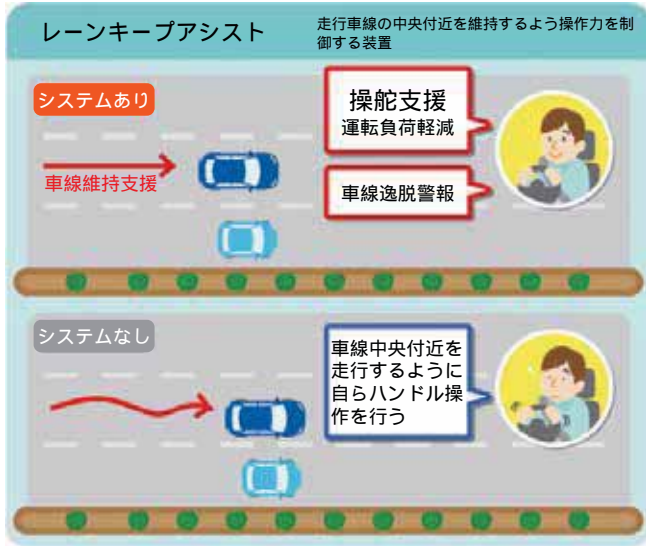 レーンキープアシスト
走行車線の中央付近を維持するよう操作力を制
御する装置
システムあり
車線維持支援
操舵支援
運転負荷軽減
車線逸脱警報
システムなし
車線中央付近を
走行するように
自らハンドル操
作を行う